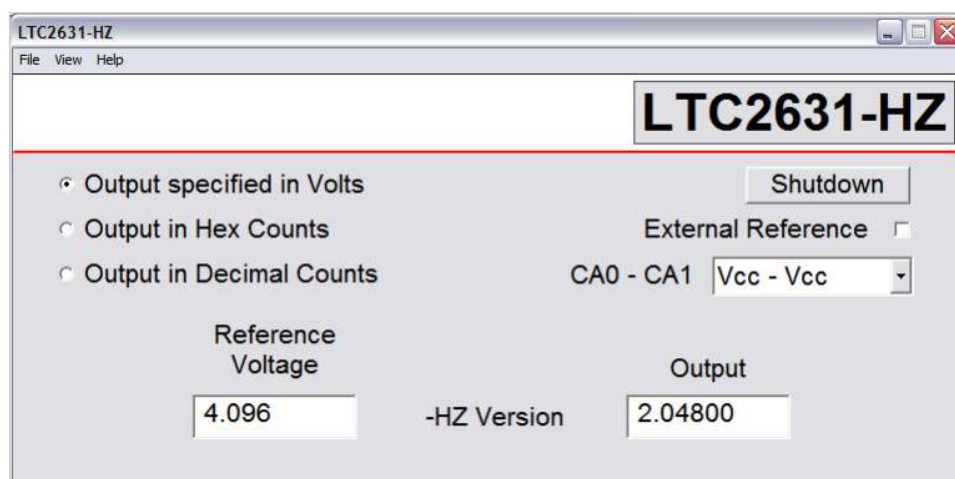 LTC2631-HZ
File View Help
LTC2631-HZ
Output specified in Volts
Shutdown
Output in Hex Counts
External Reference
Output in Decimal Counts
CA0 - CA1 Vcc - Vcc
Reference
Voltage
Output
4.096 -HZ Version 2.04800